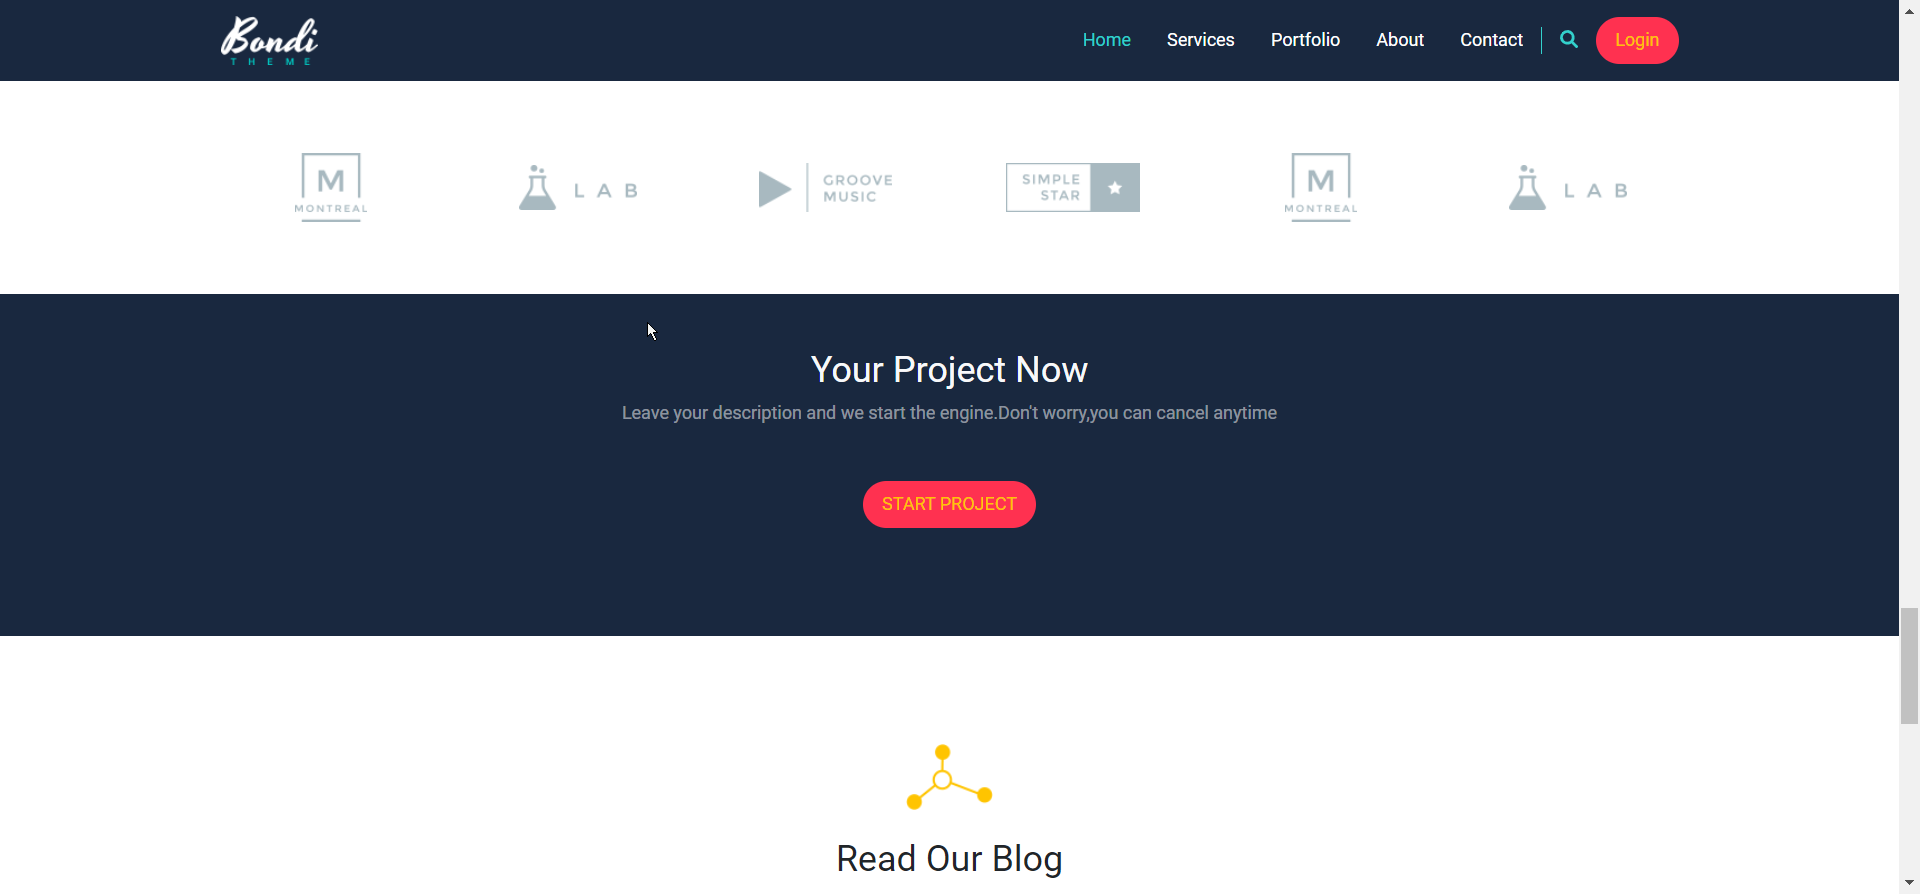 Bondi
THEME
Home Services Portfolio About Contact Login
M
MONTREAL
LAB
GROOVE
MUSIC
SIMPLE
STAR
M
MONTREAL
LAB
Your Project Now
Leave your description and we start the engine.Don't worry,you can cancel anytime
START PROJECT
Read Our Blog